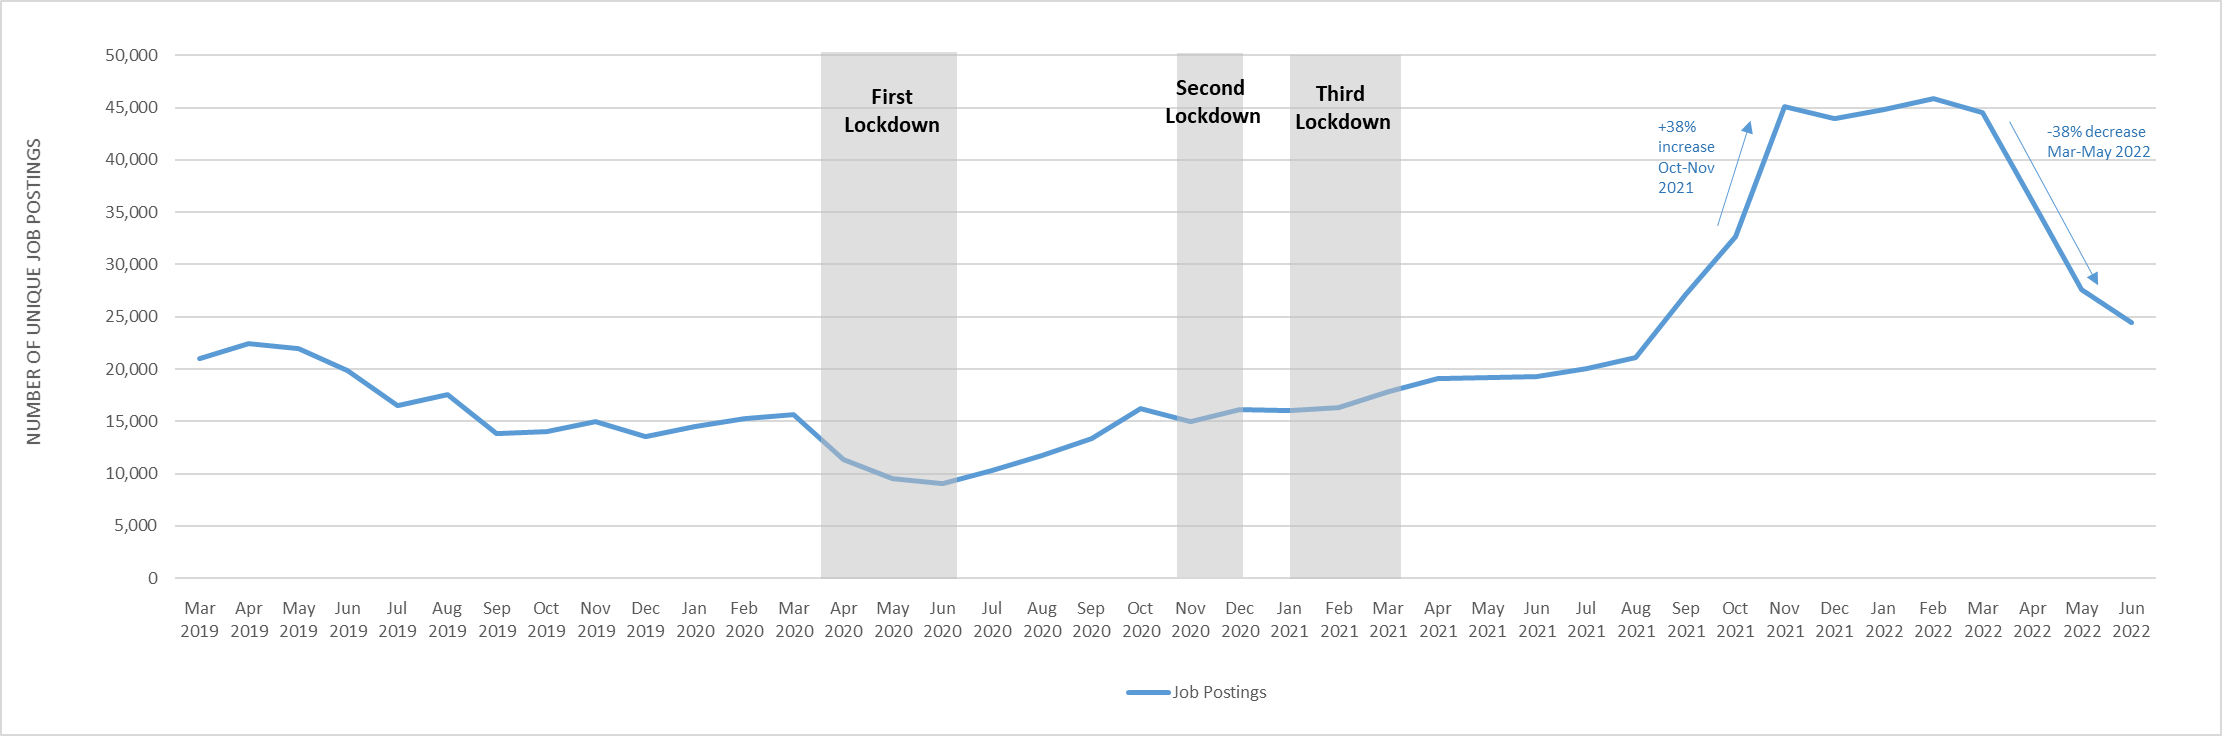 50,000
45,000
40,000
35,000
30,000
25,000
20,000
15,000
10,000
5,000
0
NUMBER OF UNIQUE JOB POSTINGS
First
Lockdown
Second
Lockdown
Third
Lockdown
+38%
increase
Oct-Nov
2021
-38% decrease
Mar-May 2022
Mar Apr May Jun Jul Aug Sep Oct Nov Dec Jan Feb Mar Apr May Jun Jul Aug Sep Oct Nov Dec Jan Feb Mar Apr May Jun Jul Aug Sep Oct Nov Dec Jan Feb Mar Apr May Jun
2019 2019 2019 2019 2019 2019 2019 2019 2019 2019 2020 2020 2020 2020 2020 2020 2020 2020 2020 2020 2020 2020 2021 2021 2021 2021 2021 2021 2021 2021 2021 2021 2021 2021 2022 2022 2022 2022 2022 2022
Job Postings